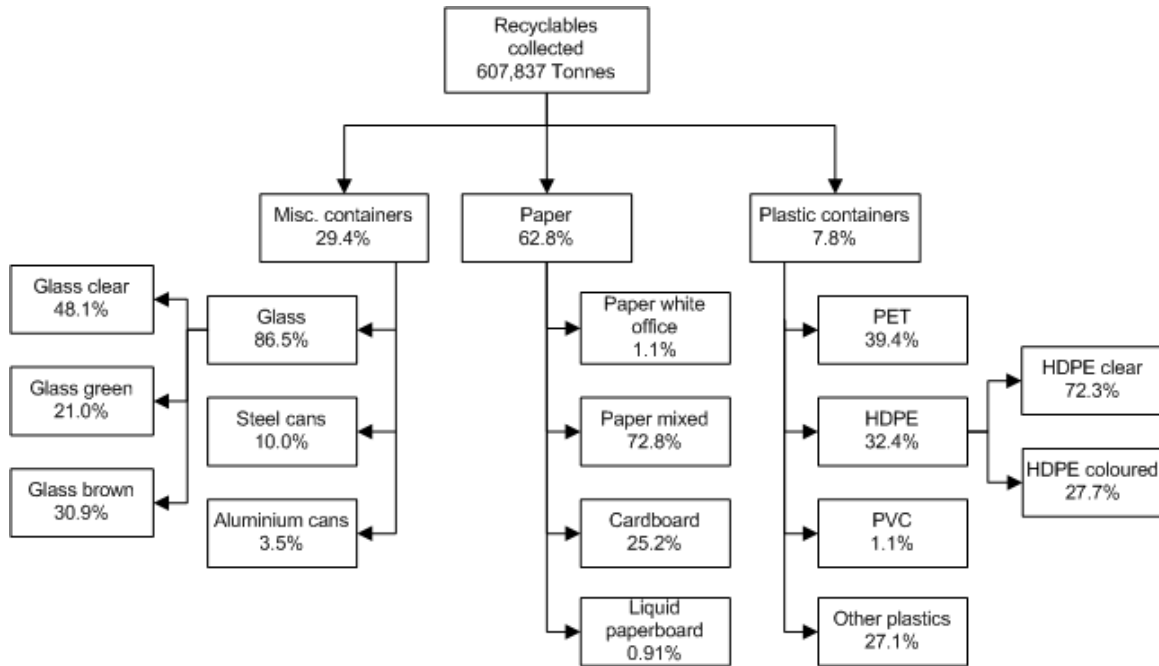 Recyclables
collected
607,837 Tonnes
Misc. containers
29.4%
Paper
62.8%
Plastic containers
7.8%
Glass clear
48.1%
Glass green
21.0%
Glass brown
30.9%
Glass
86.5%
Steel cans
10.0%
Aluminium cans
3.5%
Paper white
office
1.1%
Paper mixed
72.8%
Cardboard
25.2%
Liquid
paperboard
0.91%
PET
39.4%
HDPE
32.4%
PVC
1.1%
Other plastics
27.1%
HDPE clear
72.3%
HDPE coloured
27.7%